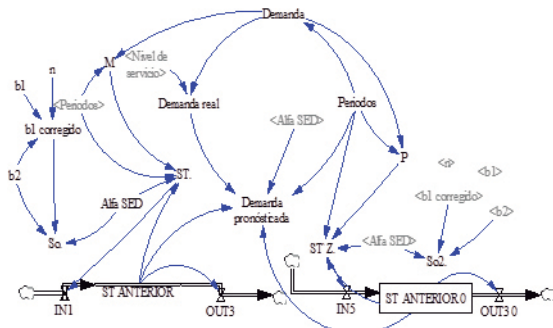 Demanda
M
<Nivel de
servicio>
n
b1
<Periodos>
Demanda real
Periodos
b1 corregido
<Alfa SED>
P
<n>
<b1>
b2
ST.
Alfa SED
Demanda
pronósticada
<b1 corregido>
<b2>
So.
ST Z.
<Alfa SED>
So2.
ST ANTERIOR
ST ANTERIOR 0
IN1
OUT3
IN5
OUT3 0